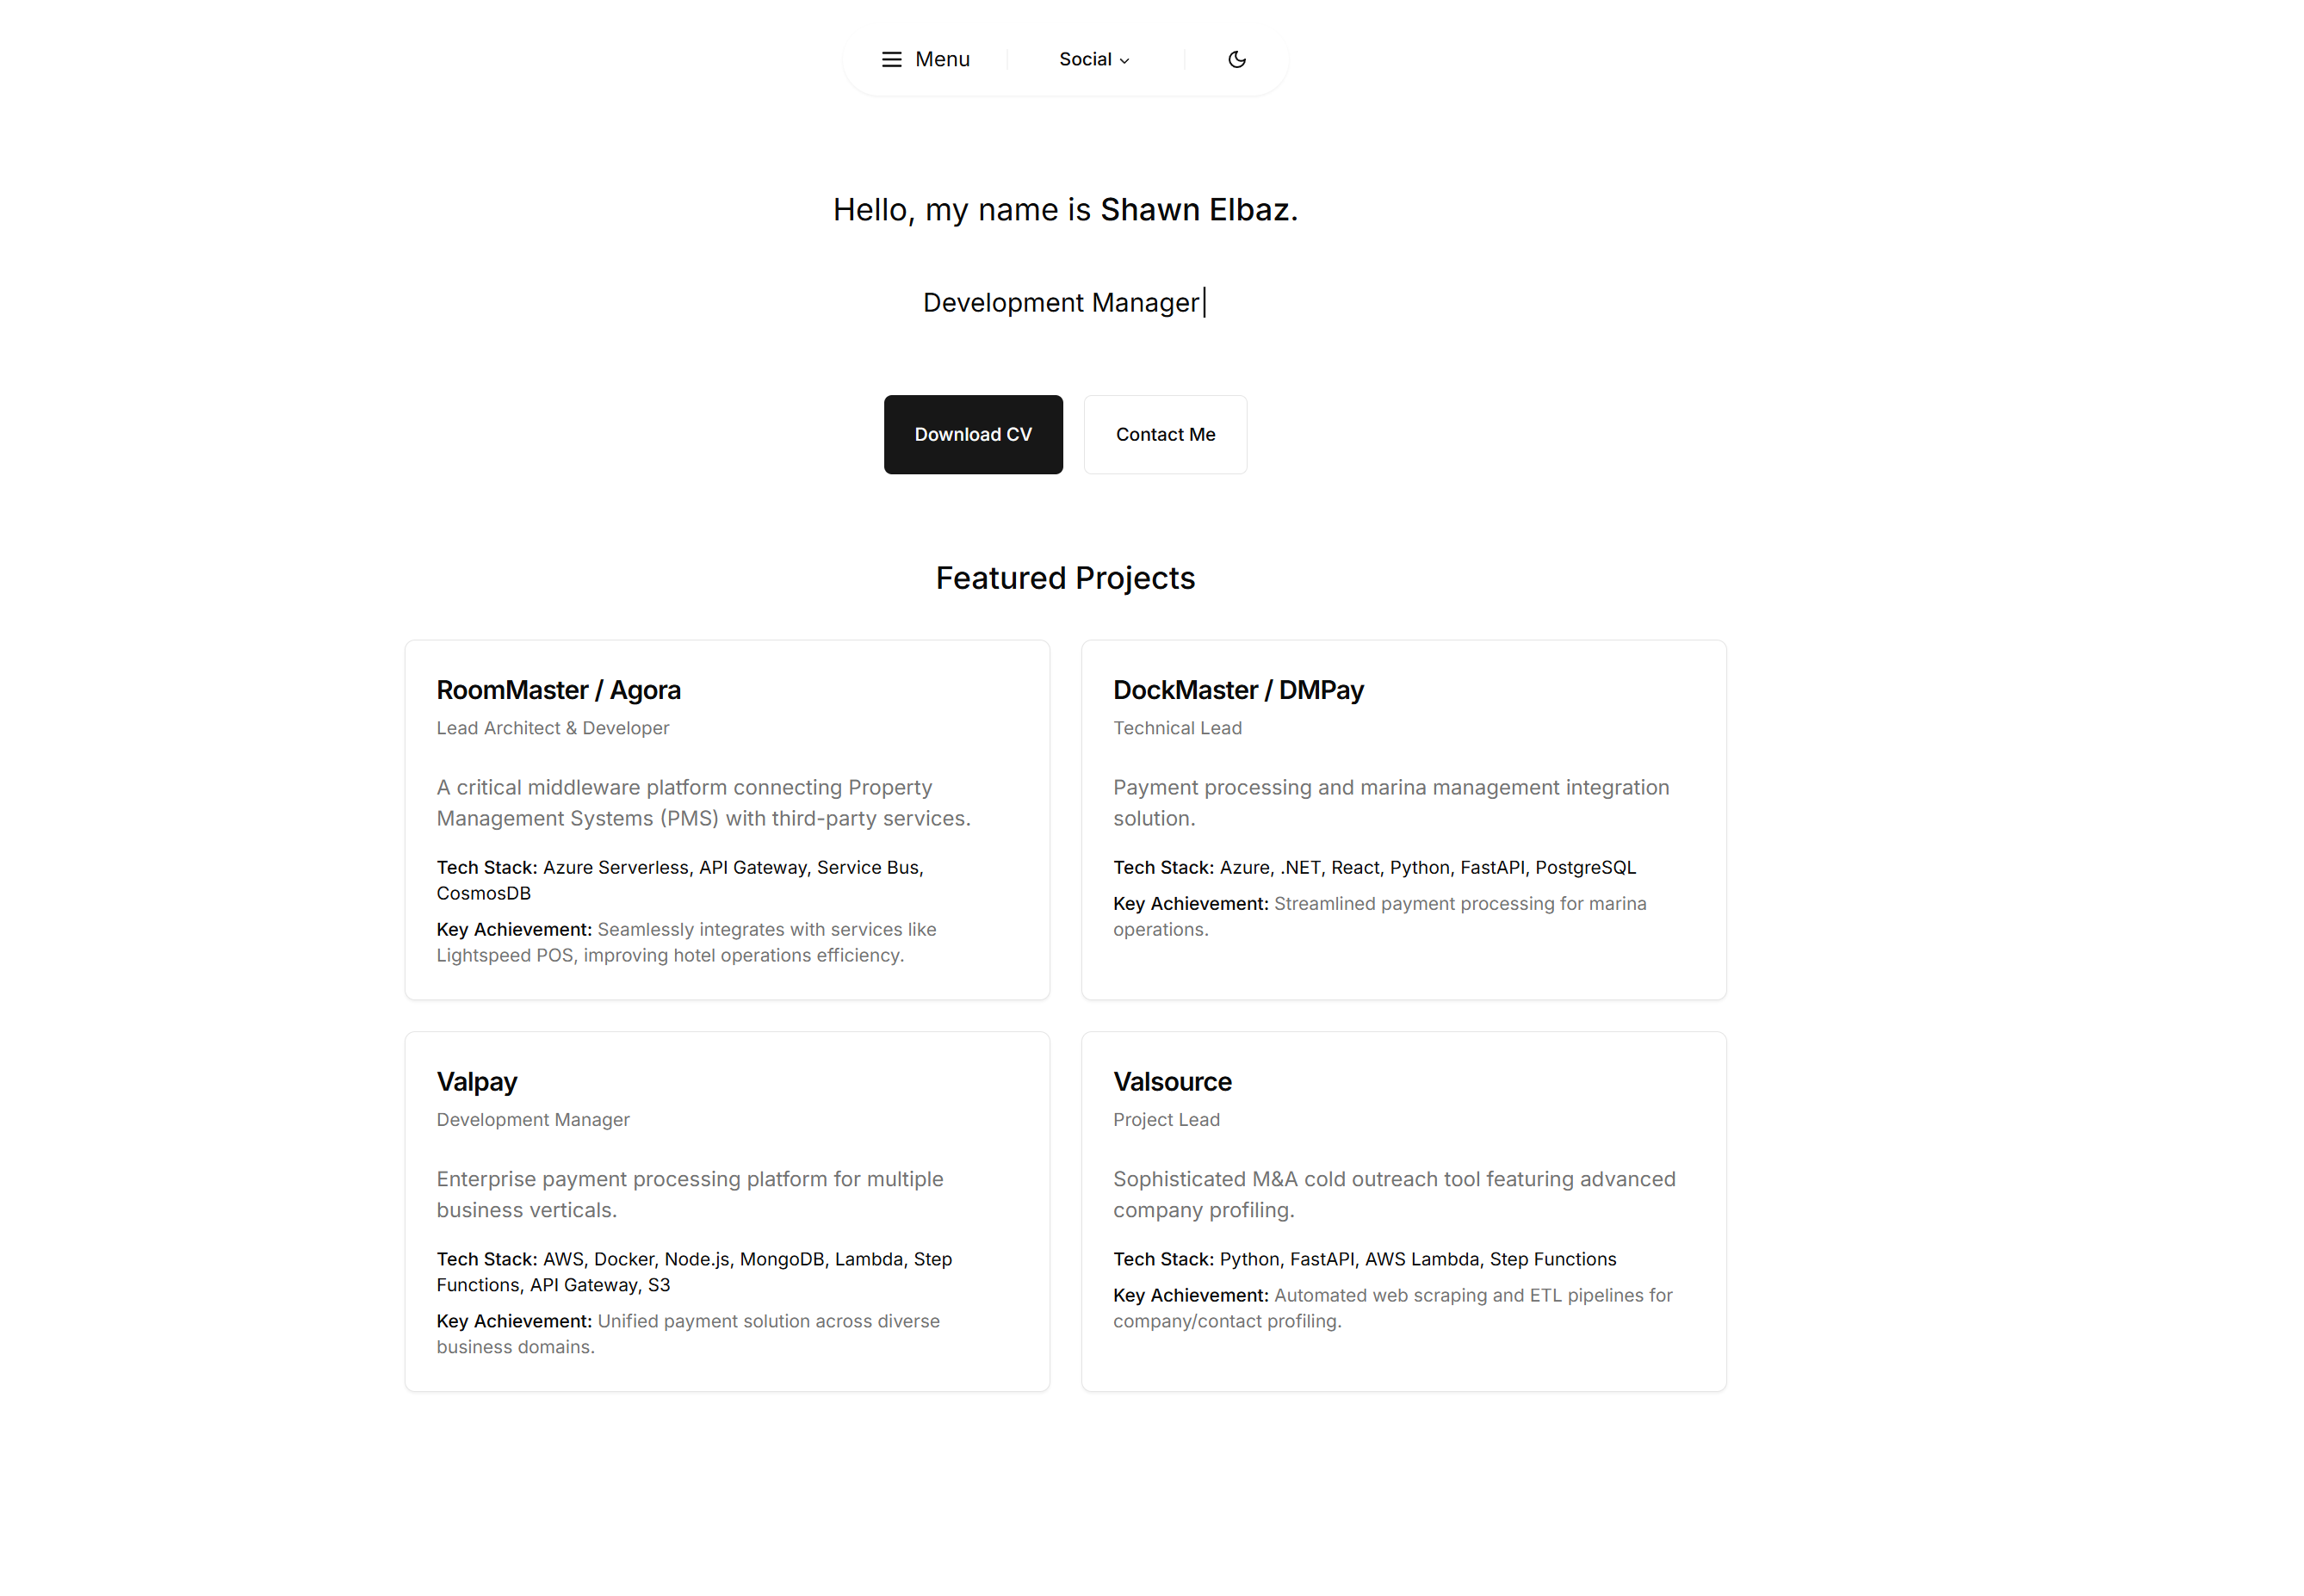 Menu
Social
Hello, my name is Shawn Elbaz.
Development Manager
Download CV
Contact Me
Featured Projects
RoomMaster / Agora
Lead Architect & Developer
A critical middleware platform connecting Property
Management Systems (PMS) with third-party services.
Tech Stack: Azure Serverless, API Gateway, Service Bus,
CosmosDB
Key Achievement: Seamlessly integrates with services like
Lightspeed POS, improving hotel operations efficiency.
DockMaster / DMPay
Technical Lead
Payment processing and marina management integration
solution.
Tech Stack: Azure, .NET, React, Python, FastAPI, PostgreSQL
Key Achievement: Streamlined payment processing for marina
operations.
Valpay
Development Manager
Enterprise payment processing platform for multiple
business verticals.
Tech Stack: AWS, Docker, Node.js, MongoDB, Lambda, Step
Functions, API Gateway, S3
Key Achievement: Unified payment solution across diverse
business domains.
Valsource
Project Lead
Sophisticated M&A cold outreach tool featuring advanced
company profiling.
Tech Stack: Python, FastAPI, AWS Lambda, Step Functions
Key Achievement: Automated web scraping and ETL pipelines for
company/contact profiling.